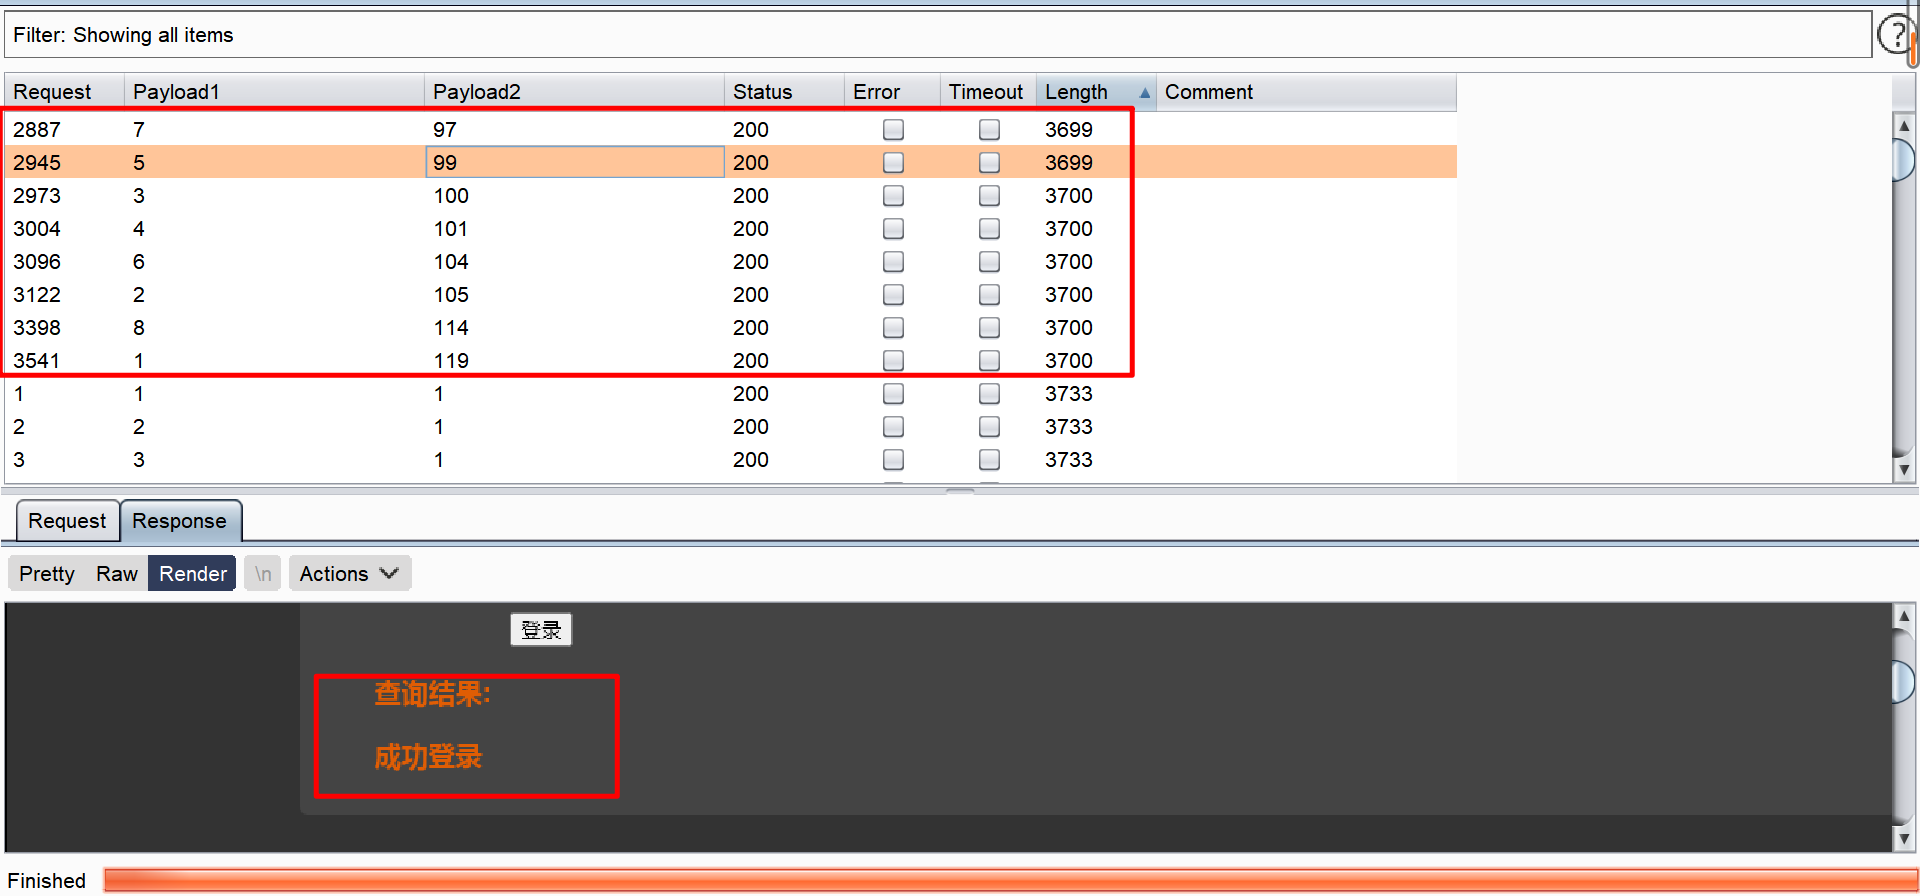 Filter: Showing all items
?
Request Payload1 Payload2 Status Error Timeout Length Comment
2887 7 97 200 3699
2945 5 99 200 3699
2973 3 100 200 3700
3004 4 101 200 3700
3096 6 104 200 3700
3122 2 105 200 3700
3398 8 114 200 3700
3541 1 119 200 3700
1 1 1 200 3733
2 2 1 200 3733
3 3 1 200 3733
Request Response
Pretty Raw Render \n Actions
登录
查询结果:
成功登录
Finished